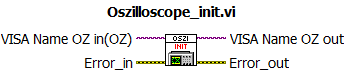 Oszilloscope_init.vi
VISA Name OZ in(OZ)
OSZI
INIT
VISA Name OZ out
Error_in
Error_out